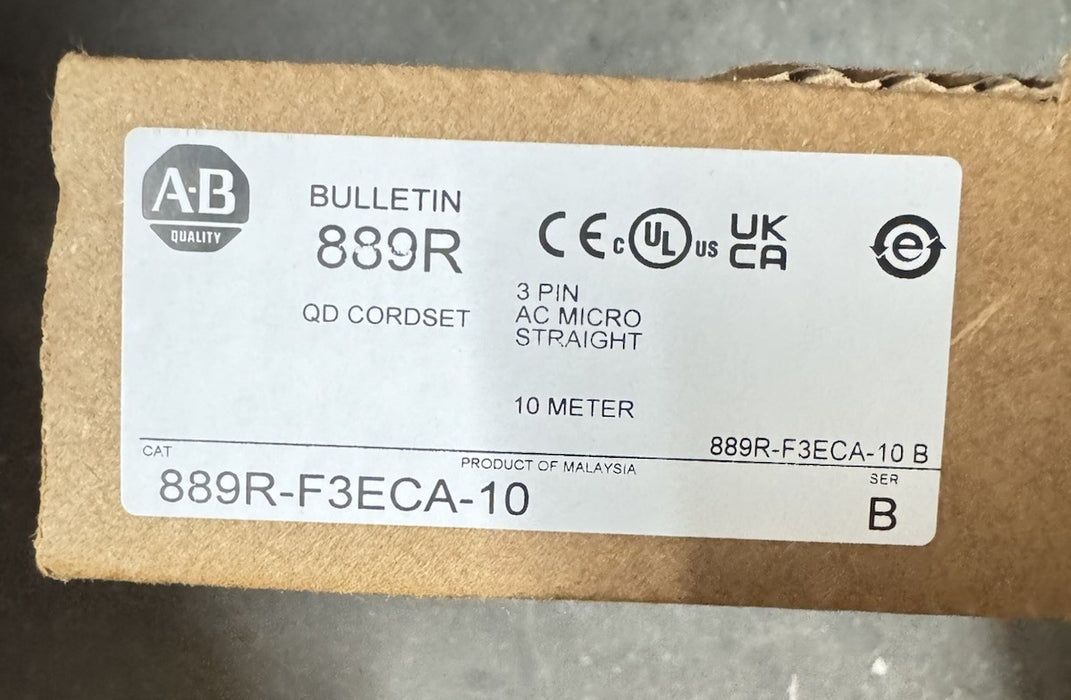 A-B
QUALITY
BULLETIN
889R
QD CORDSET
CE
c UL US
UK
CA
e
3 PIN
AC MICRO
STRAIGHT
10 METER
889R-F3ECA-10 B
CAT
PRODUCT OF MALAYSIA
SER
889R-F3ECA-10
B